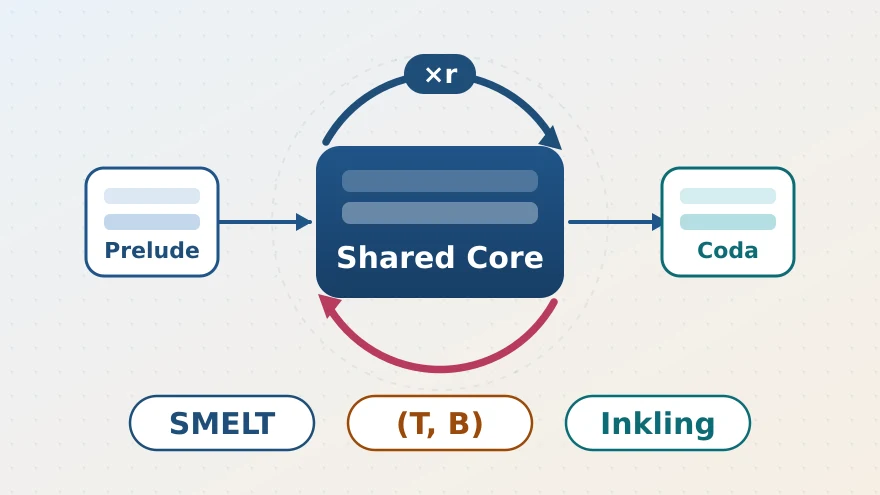 ×r
Prelude
Shared Core
Coda
SMELT
(T, B)
Inkling